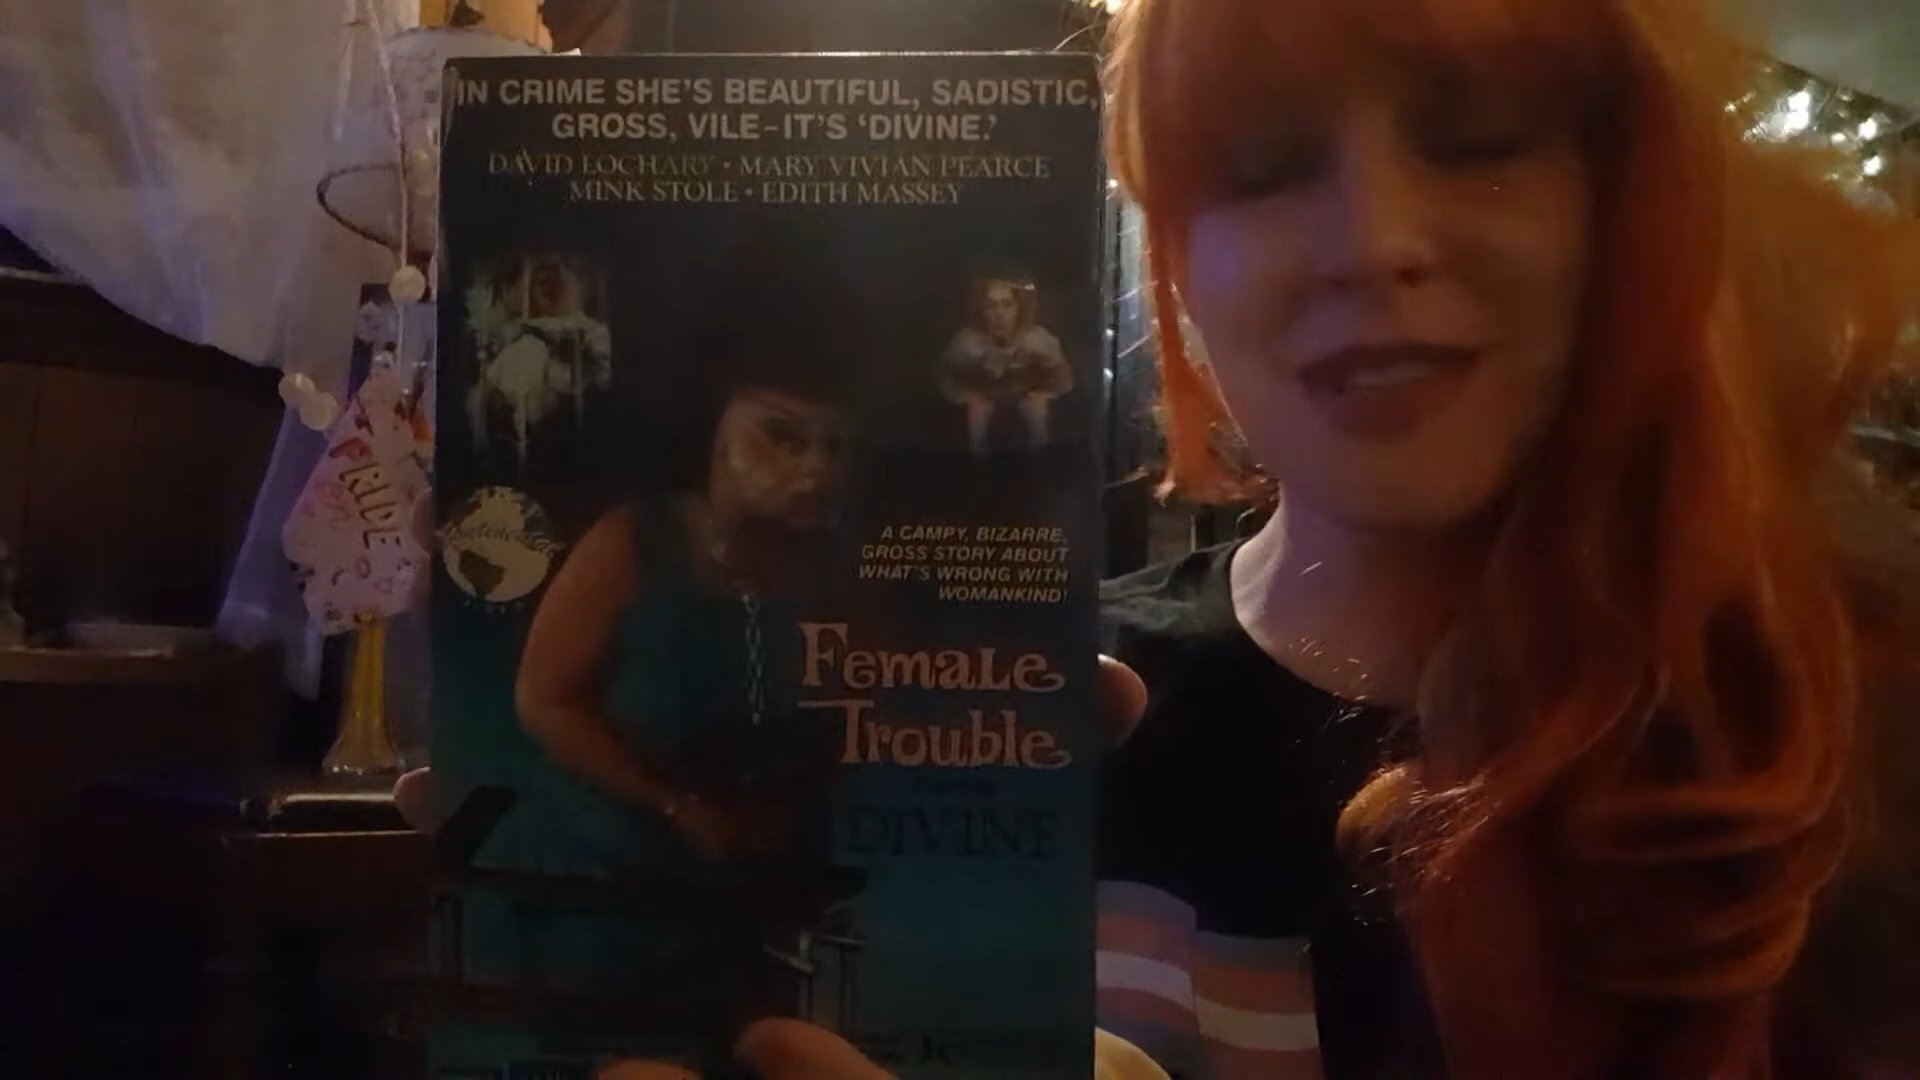 IN CRIME SHE'S BEAUTIFUL, SADISTIC,
GROSS, VILE–IT'S ‘DIVINE.’
DAVID LOCHARY • MARY VIVIAN PEARCE
MINK STOLE • EDITH MASSEY
A CAMPY, BIZARRE,
GROSS STORY ABOUT
WHAT'S WRONG WITH
WOMANKIND!
Female
Trouble
DIVINE